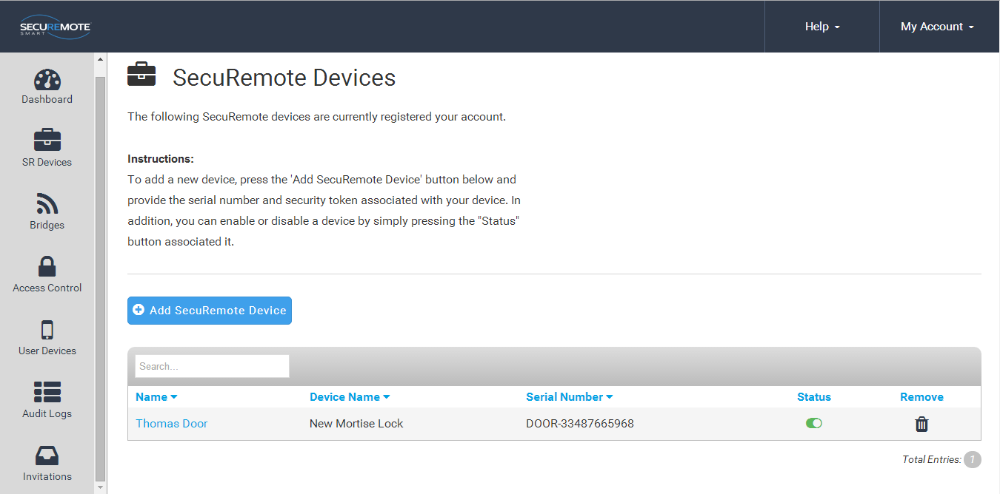 SECUREMOTE
SMART
Help
My Account
Dashboard
SR Devices
Bridges
Access Control
User Devices
Audit Logs
Invitations
SecuRemote Devices
The following SecuRemote devices are currently registered your account.
Instructions:
To add a new device, press the 'Add SecuRemote Device' button below and
provide the serial number and security token associated with your device. In
addition, you can enable or disable a device by simply pressing the "Status"
button associated it.
Add SecuRemote Device
Search...
Name Device Name Serial Number Status Remove
Thomas Door New Mortise Lock DOOR-33487665968
Total Entries: 1